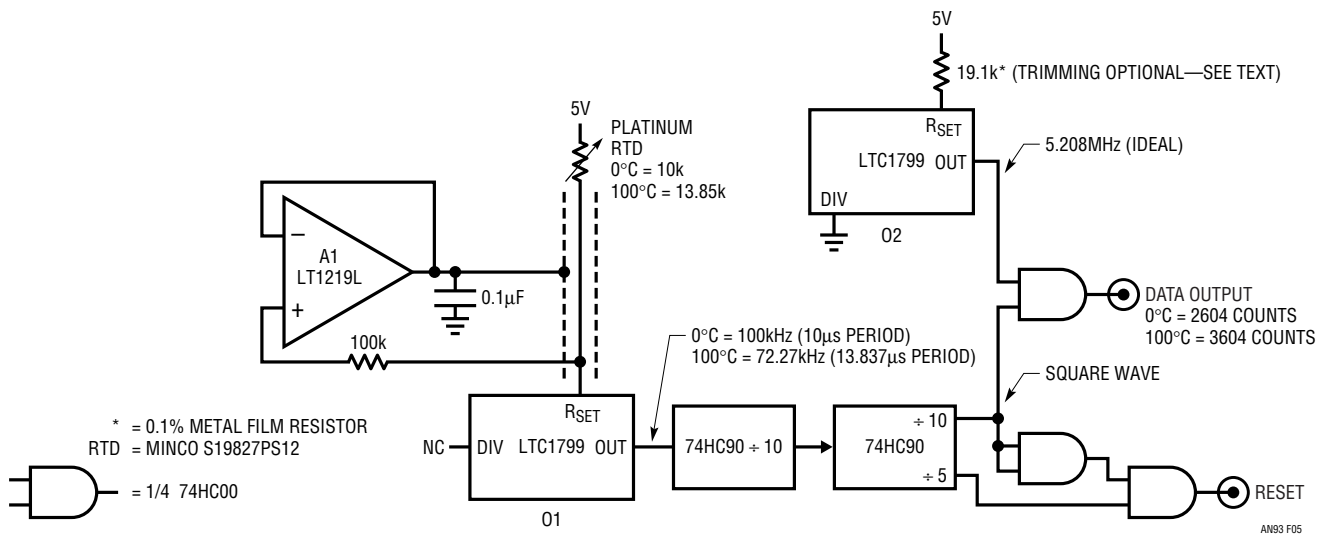 5V
19.1k* (TRIMMING OPTIONAL—SEE TEXT)
RSET
LTC1799 OUT
DIV
O2
5.208MHz (IDEAL)
5V
PLATINUM
RTD
0°C = 10k
100°C = 13.85k
A1
LT1219L
−
+
0.1µF
100k
DATA OUTPUT
0°C = 2604 COUNTS
100°C = 3604 COUNTS
0°C = 100kHz (10µs PERIOD)
100°C = 72.27kHz (13.837µs PERIOD)
SQUARE WAVE
RSET
NC
DIV LTC1799 OUT
O1
74HC90 ÷ 10
÷ 10
74HC90
÷ 5
RESET
* = 0.1% METAL FILM RESISTOR
RTD = MINCO S19827PS12
= 1/4 74HC00
AN93 F05